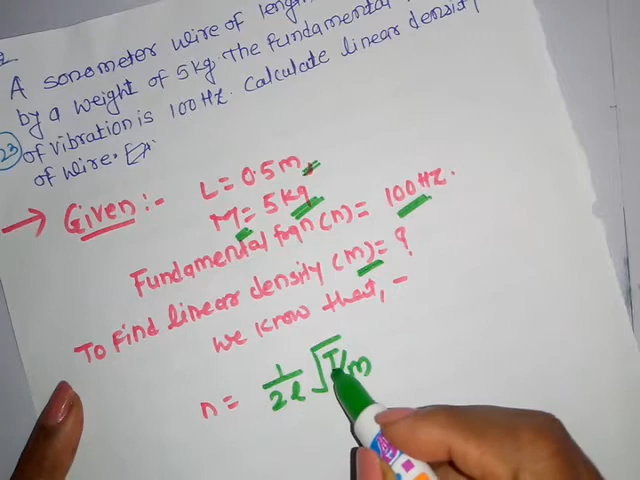 A sonometer wire of leng
by a weight of 5kg. The fundamental
of vibration is 100Hz. Calculate linear density
of wire.
23
→ Given :- L = 0.5m,
M = 5kg
Fundamental fqn (n) = 100Hz.
To Find linear density (m) = ?
we know that, -
n = 1/2l √T/m